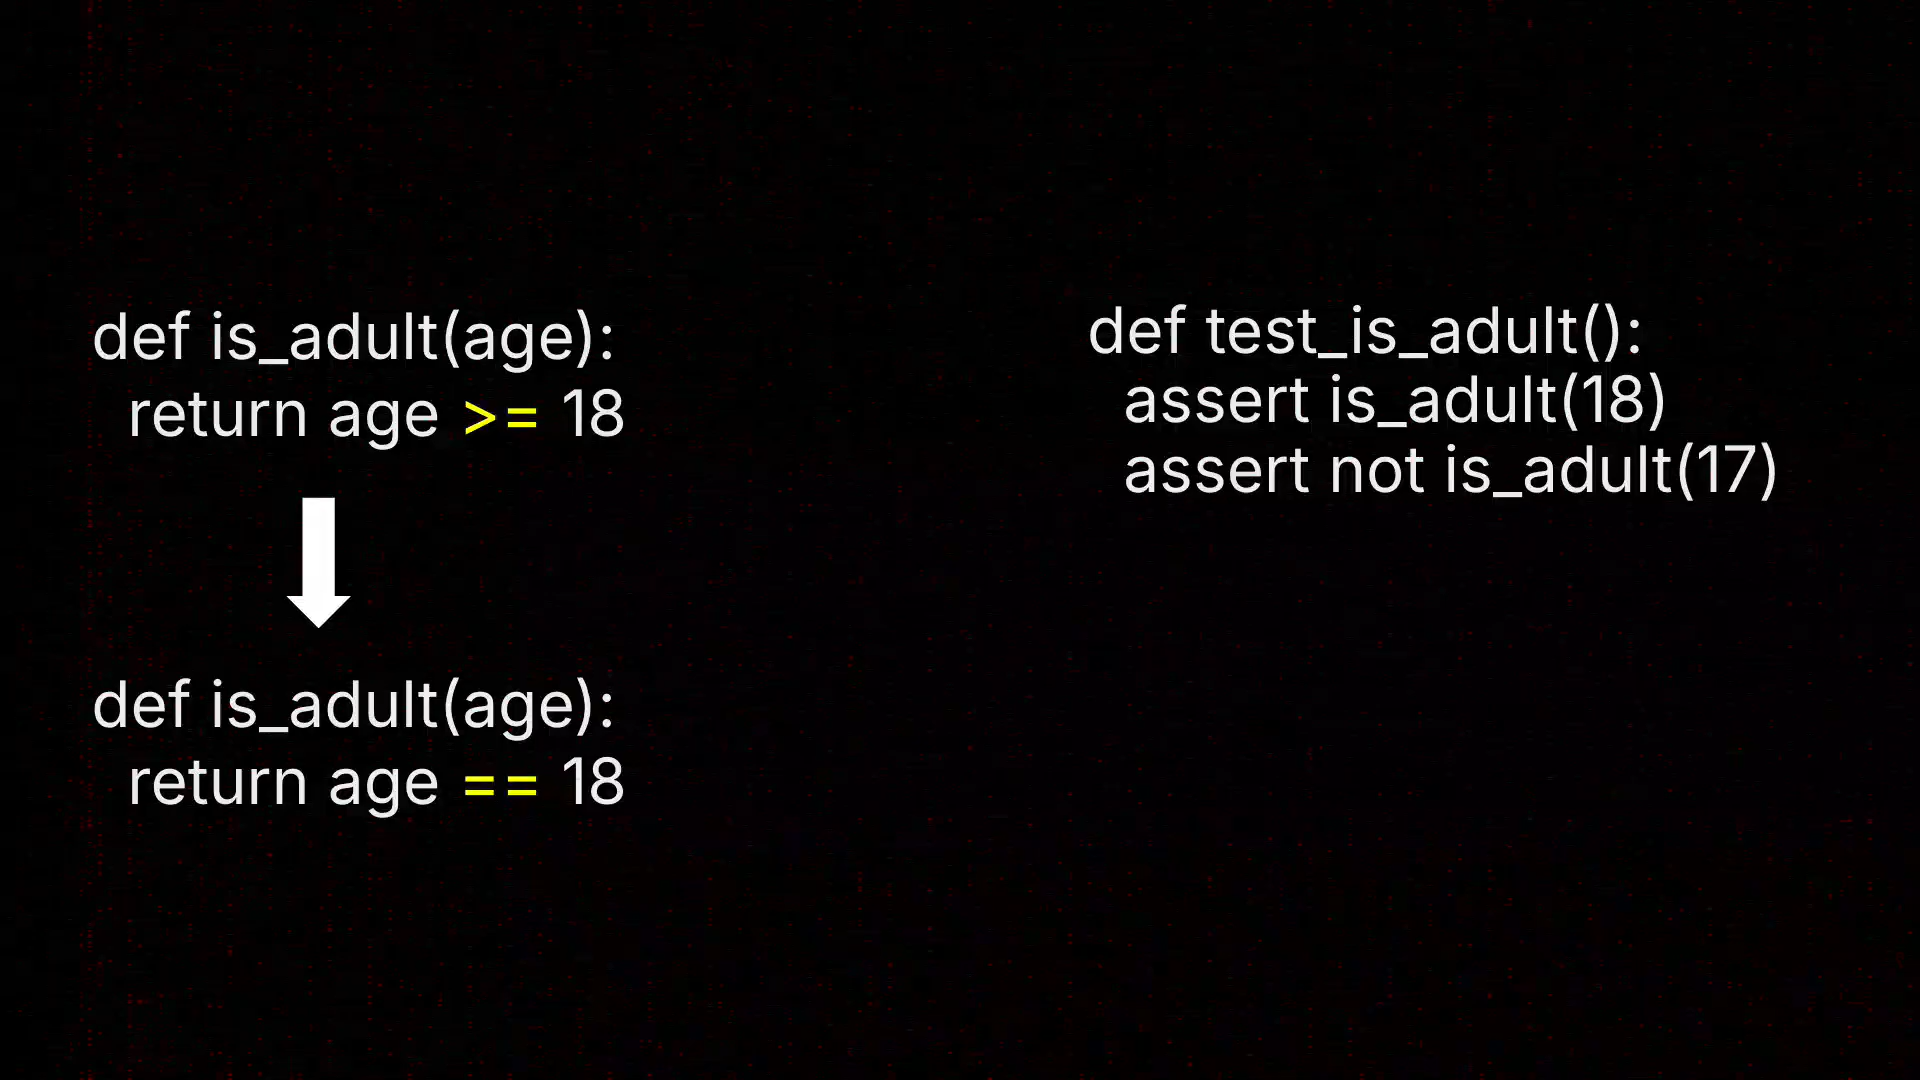 def is_adult(age):
  return age >= 18
def is_adult(age):
  return age == 18
def test_is_adult():
  assert is_adult(18)
  assert not is_adult(17)